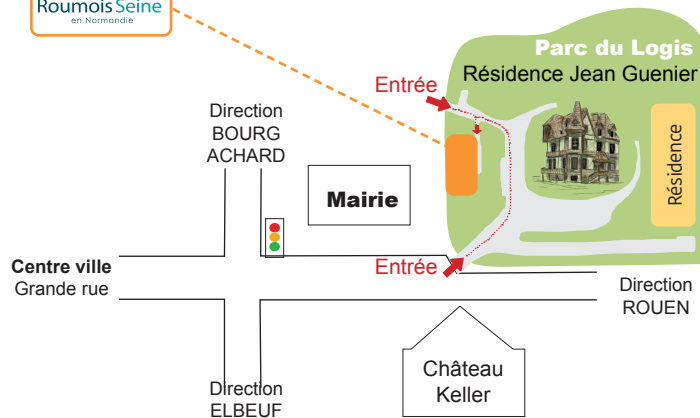 Roumois Seine
en Normandie
Parc du Logis
Résidence Jean Guenier
Entrée
Direction
BOURG
ACHARD
Mairie
Résidence
Centre ville
Grande rue
Entrée
Direction
ROUEN
Château
Keller
Direction
ELBEUF